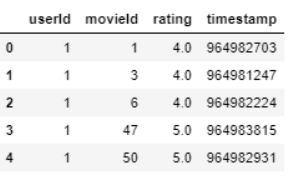 userId movieId rating timestamp
0 1 1 4.0 964982703
1 1 3 4.0 964981247
2 1 6 4.0 964982224
3 1 47 5.0 964983815
4 1 50 5.0 964982931